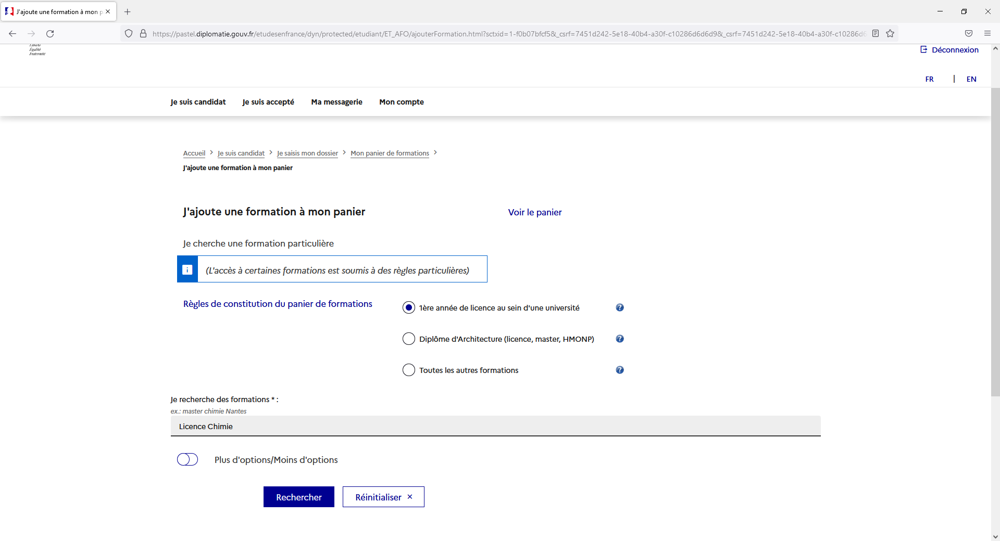 J'ajoute une formation à mon p
https://pastel.diplomatie.gouv.fr/etudesenfrance/dyn/protected/etudiant/ET_AFO/ajouterFormation.html?sctxid=1-f0b07bfcf5&_csrf=7451d242-5e18-40b4-a30f-c10286d6d6d9&_csrf=7451d242-5e18-40b4-a30f-c10286d6
Liberté
Égalité
Fraternité
Déconnexion
FR | EN
Je suis candidat Je suis accepté Ma messagerie Mon compte
Accueil > Je suis candidat > Je saisis mon dossier > Mon panier de formations >
J'ajoute une formation à mon panier
J'ajoute une formation à mon panier Voir le panier
Je cherche une formation particulière
(L'accès à certaines formations est soumis à des règles particulières)
Règles de constitution du panier de formations
1ère année de licence au sein d'une université
Diplôme d'Architecture (licence, master, HMONP)
Toutes les autres formations
Je recherche des formations * :
ex.: master chimie Nantes
Licence Chimie
Plus d'options/Moins d'options
Rechercher Réinitialiser ×